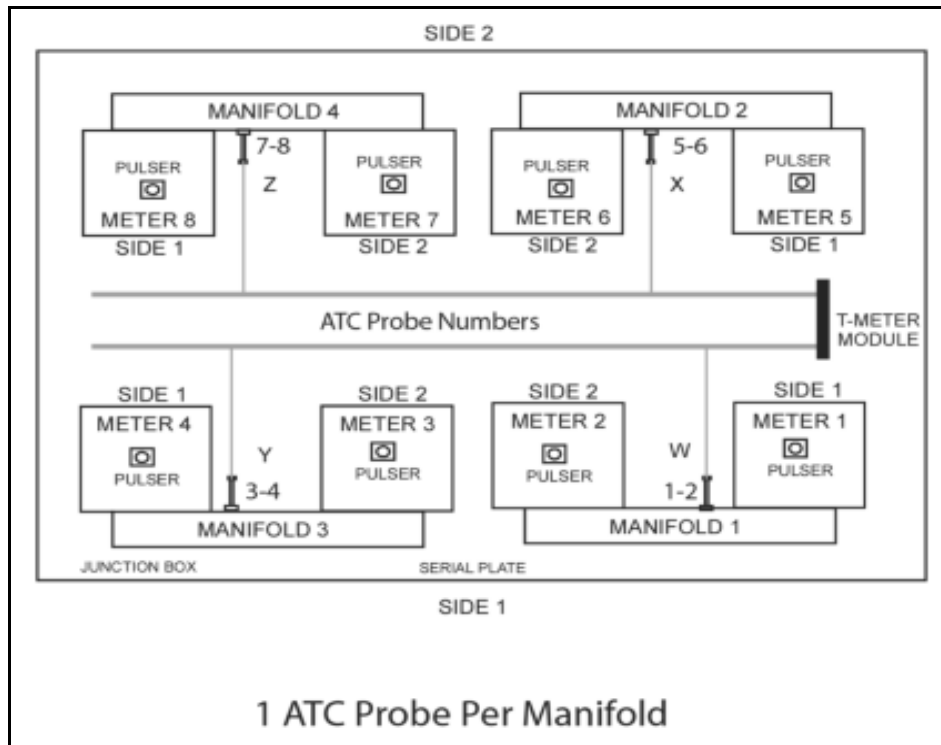 SIDE 2
MANIFOLD 4
MANIFOLD 2
7-8
5-6
PULSER
PULSER
PULSER
PULSER
Z
X
METER 8
METER 7
METER 6
METER 5
SIDE 1
SIDE 2
SIDE 2
SIDE 1
ATC Probe Numbers
T-METER
MODULE
SIDE 1
SIDE 2
SIDE 2
SIDE 1
METER 4
METER 3
METER 2
METER 1
Y
W
PULSER
PULSER
PULSER
PULSER
3-4
1-2
MANIFOLD 3
MANIFOLD 1
JUNCTION BOX
SERIAL PLATE
SIDE 1
1 ATC Probe Per Manifold